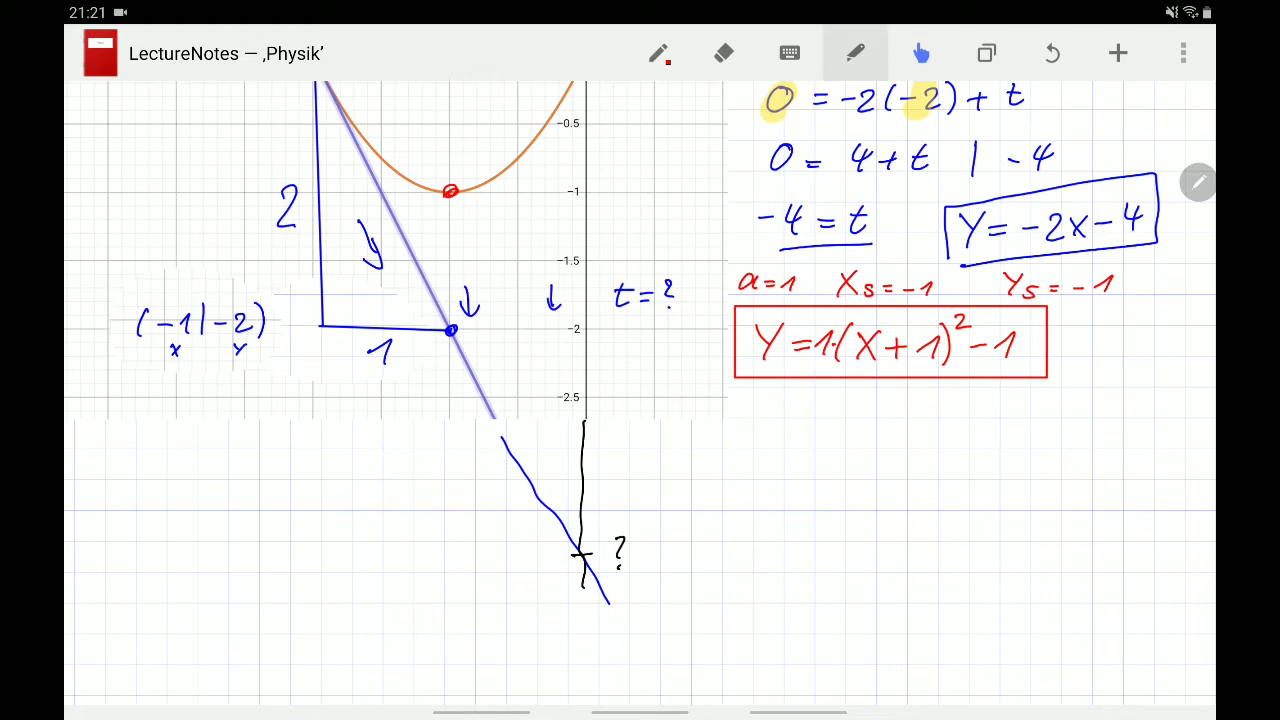 21:21
LectureNotes — ‚Physik'
0 = -2(-2) + t
-0.5
0 = 4 + t | -4
-1
2
-4 = t
Y = -2x - 4
y
-1.5
a = 1 Xs = -1 Ys = -1
t = ?
(-1|-2)
x y
-2
1
Y = 1·(X + 1)² - 1
-2.5
?